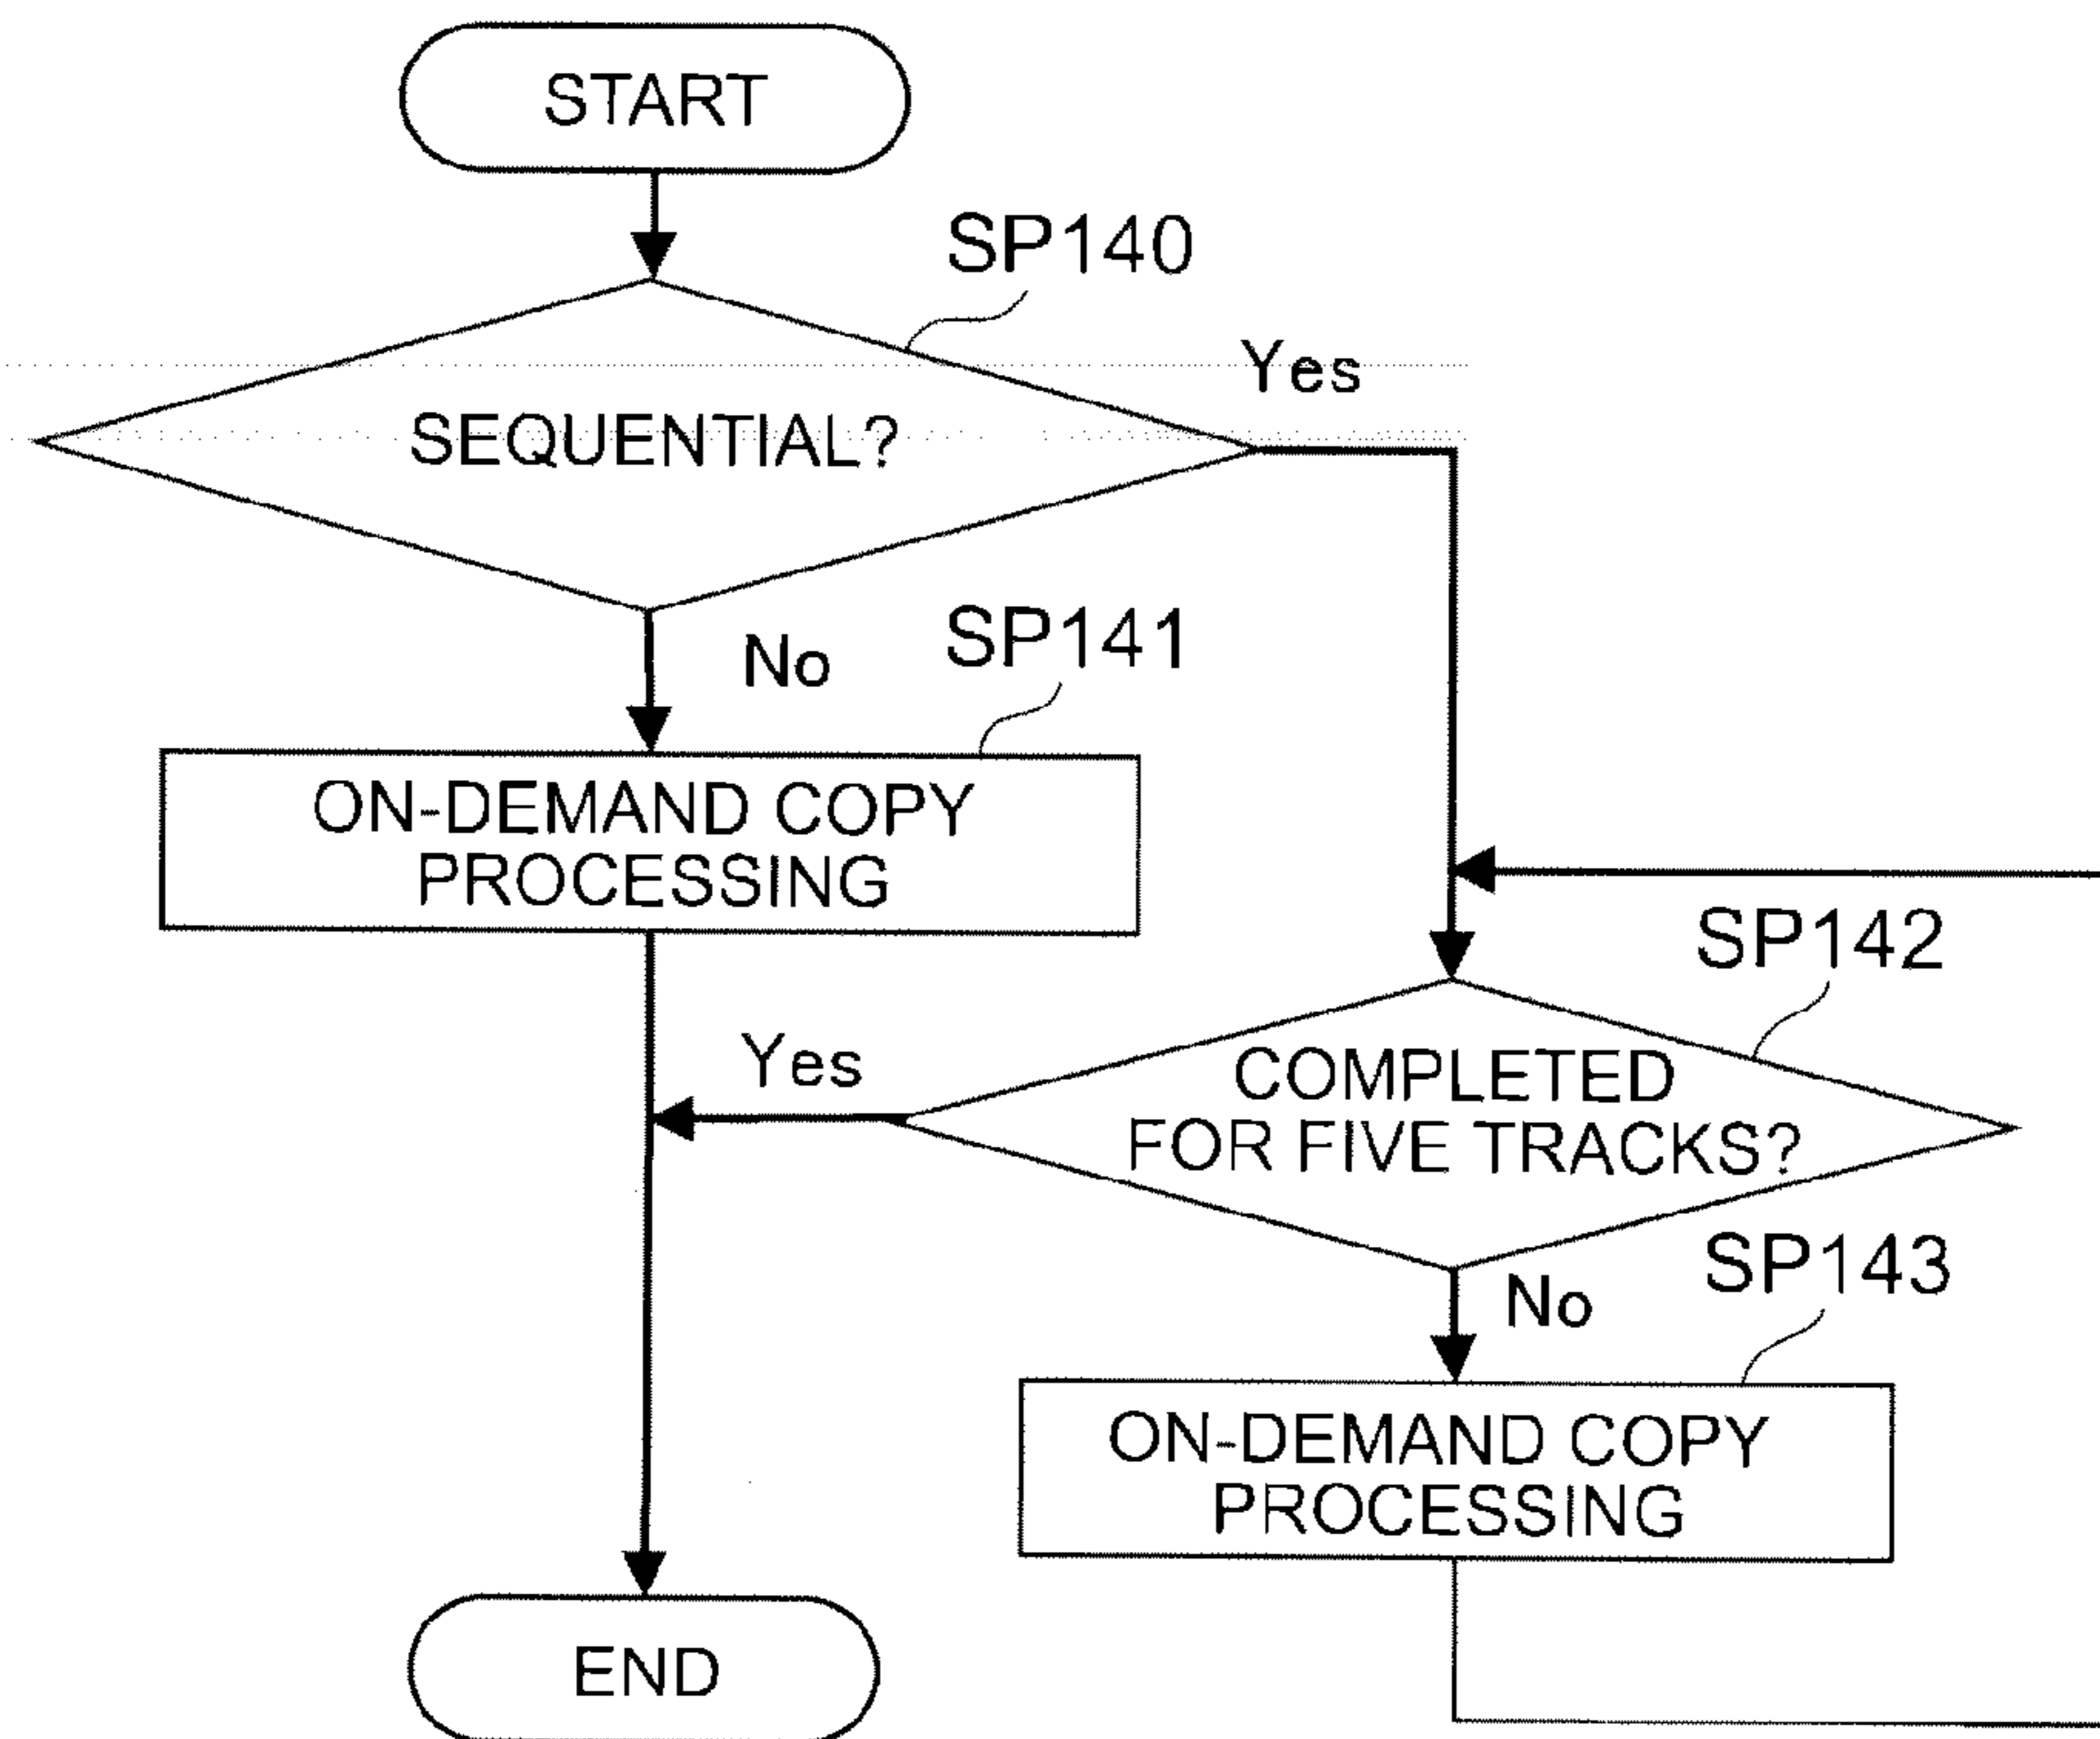 START
SP140
Yes
SEQUENTIAL?
No
SP141
ON-DEMAND COPY
PROCESSING
SP142
Yes
COMPLETED
FOR FIVE TRACKS?
No
SP143
ON-DEMAND COPY
PROCESSING
END